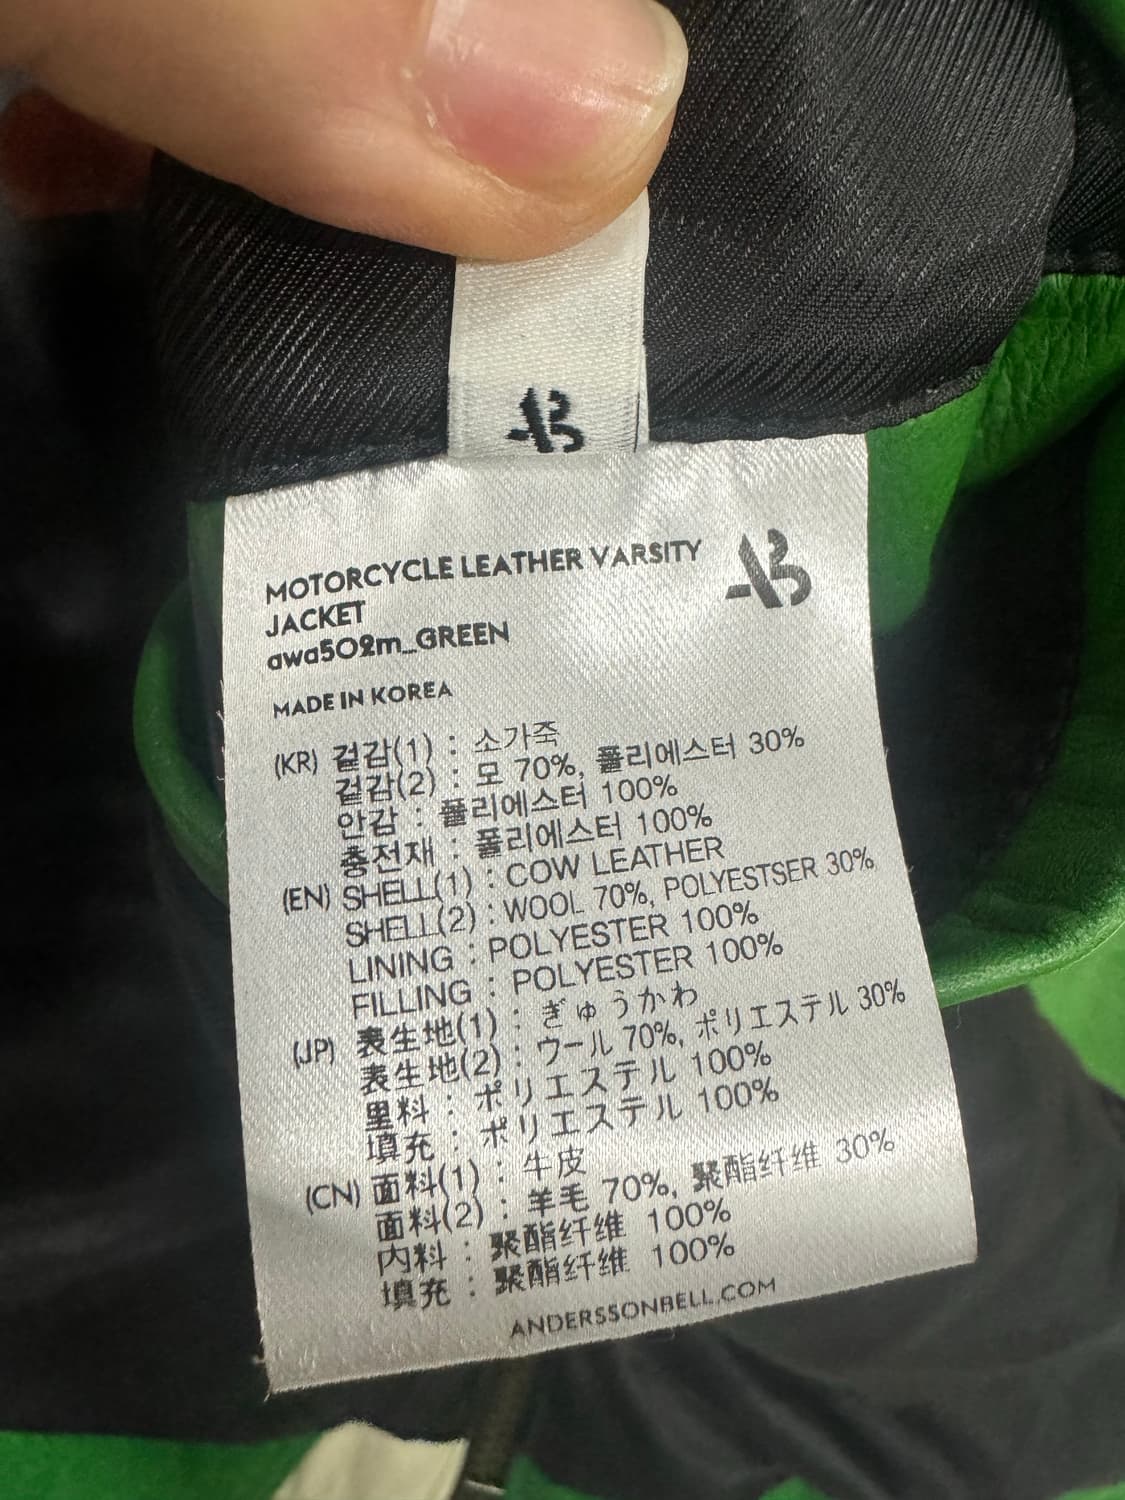 AB
MOTORCYCLE LEATHER VARSITY
JACKET
AB
awa502m_GREEN
MADE IN KOREA
(KR) 겉감(1) : 소가죽
겉감(2) : 모 70%, 폴리에스터 30%
안감 : 폴리에스터 100%
충전재 : 폴리에스터 100%
(EN) SHELL(1) : COW LEATHER
SHELL(2) : WOOL 70%, POLYESTSER 30%
LINING : POLYESTER 100%
FILLING : POLYESTER 100%
(JP) 表生地(1) : ぎゅうかわ
表生地(2) : ウール 70%, ポリエステル 30%
里料 : ポリエステル 100%
填充 : ポリエステル 100%
(CN) 面料(1) : 牛皮
面料(2) : 羊毛 70%, 聚酯纤维 30%
内料 : 聚酯纤维 100%
填充 : 聚酯纤维 100%
ANDERSSONBELL.COM